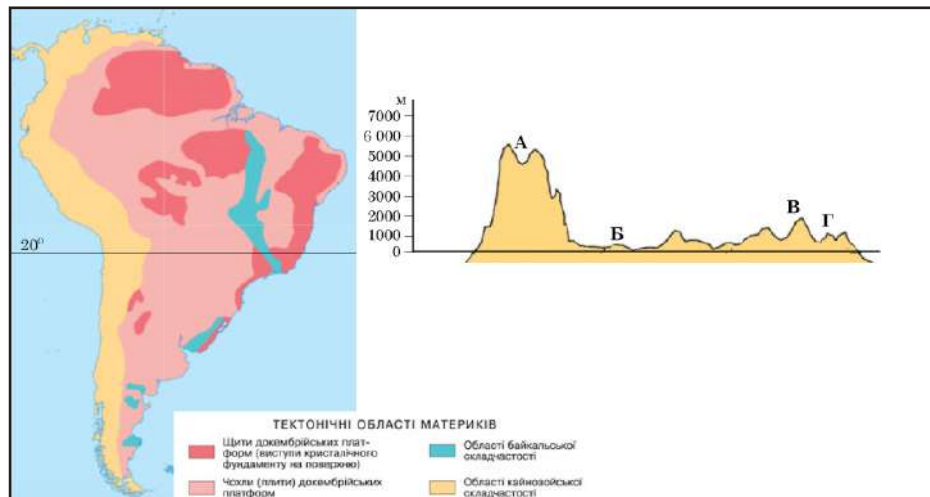 м
7000
6 000
5000
4000
3000
2000
1000
0
А
Б
В
Г
20⁰
ТЕКТОНІЧНІ ОБЛАСТІ МАТЕРИКІВ
Щити докембрійських плат-
форм (виступи кристалічного
фундаменту на поверхню)
Чохли (плити) докембрійських
платформ
Області байкальської
складчастості
Області кайнозойської
складчастості